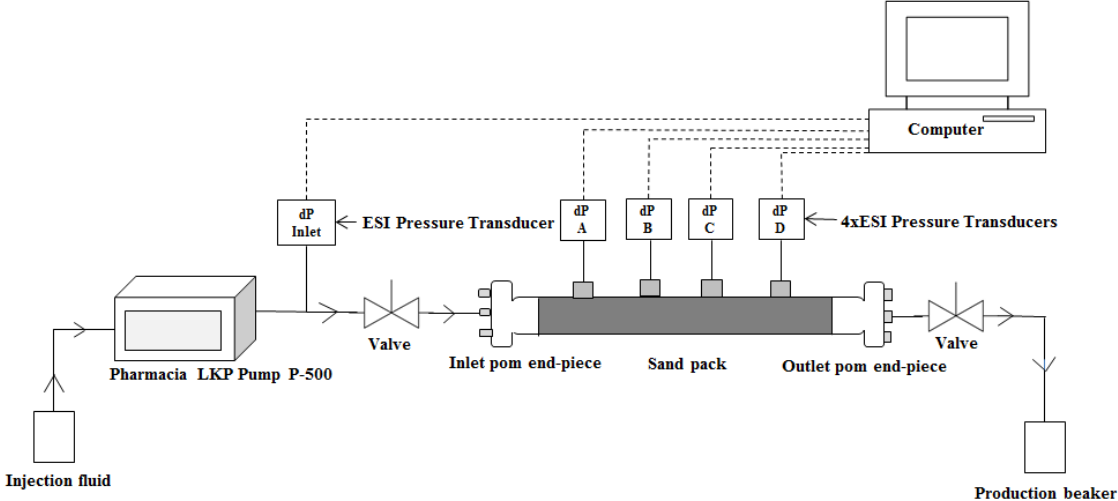 Computer
dP
Inlet
ESI Pressure Transducer
dP
A
dP
B
dP
C
dP
D
4xESI Pressure Transducers
Valve
Inlet pom end-piece
Sand pack
Outlet pom end-piece
Valve
Pharmacia LKP Pump P-500
Injection fluid
Production beaker